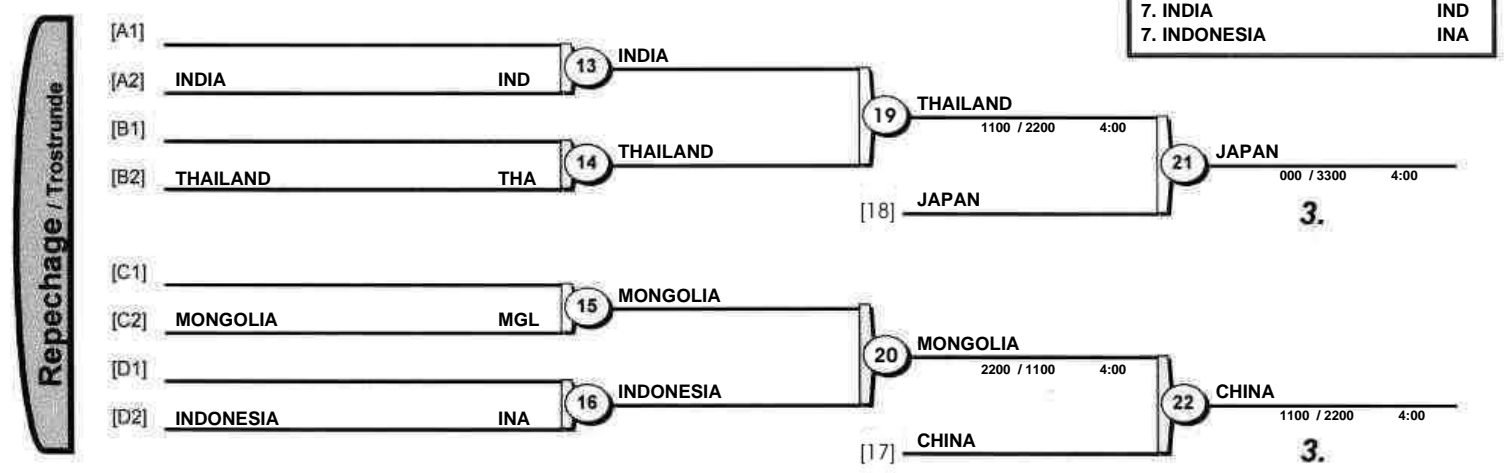 7. INDIA IND
7. INDONESIA INA
Repechage / Trostrunde
[A1]
[A2] INDIA IND
13 INDIA
[B1]
[B2] THAILAND THA
14 THAILAND
19 THAILAND
1100 / 2200 4:00
[18] JAPAN
21 JAPAN
000 / 3300 4:00
3.
[C1]
[C2] MONGOLIA MGL
15 MONGOLIA
[D1]
[D2] INDONESIA INA
16 INDONESIA
20 MONGOLIA
2200 / 1100 4:00
[17] CHINA
22 CHINA
1100 / 2200 4:00
3.